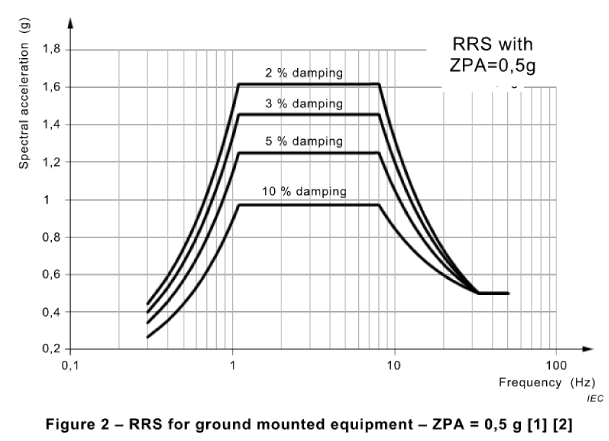 RRS with
ZPA=0,5g
Spectral acceleration (g)
1,8
1,6
1,4
1,2
1
0,8
0,6
0,4
0,2
2 % damping
3 % damping
5 % damping
10 % damping
0,1 1 10 100
Frequency (Hz)
IEC
Figure 2 – RRS for ground mounted equipment – ZPA = 0,5 g [1] [2]